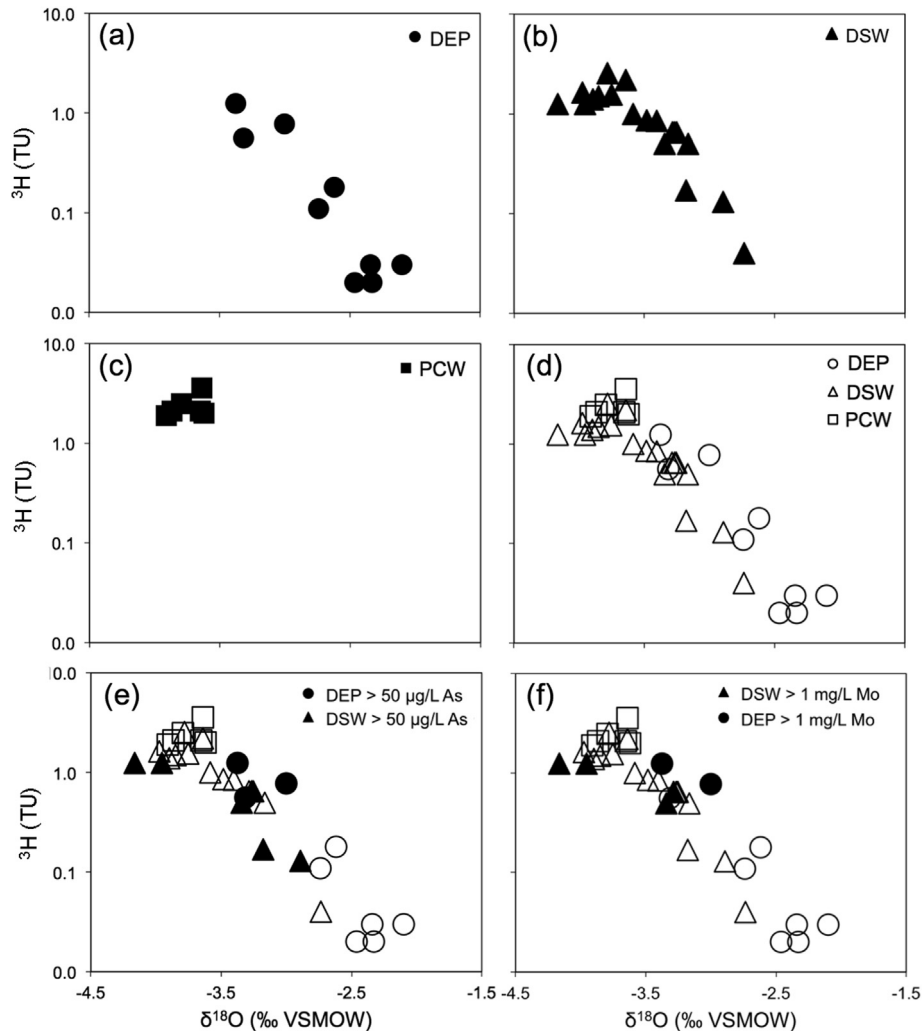 (a)
DEP
10.0
1.0
0.1
0.0
³H (TU)
(b)
DSW
(c)
PCW
10.0
1.0
0.1
0.0
³H (TU)
(d)
DEP
DSW
PCW
(e)
DEP > 50 µg/L As
DSW > 50 µg/L As
0.0
1.0
0.1
0.0
³H (TU)
-4.5 -3.5 -2.5 -1.5
δ¹⁸O (‰ VSMOW)
(f)
DSW > 1 mg/L Mo
DEP > 1 mg/L Mo
-4.5 -3.5 -2.5 -1.5
δ¹⁸O (‰ VSMOW)